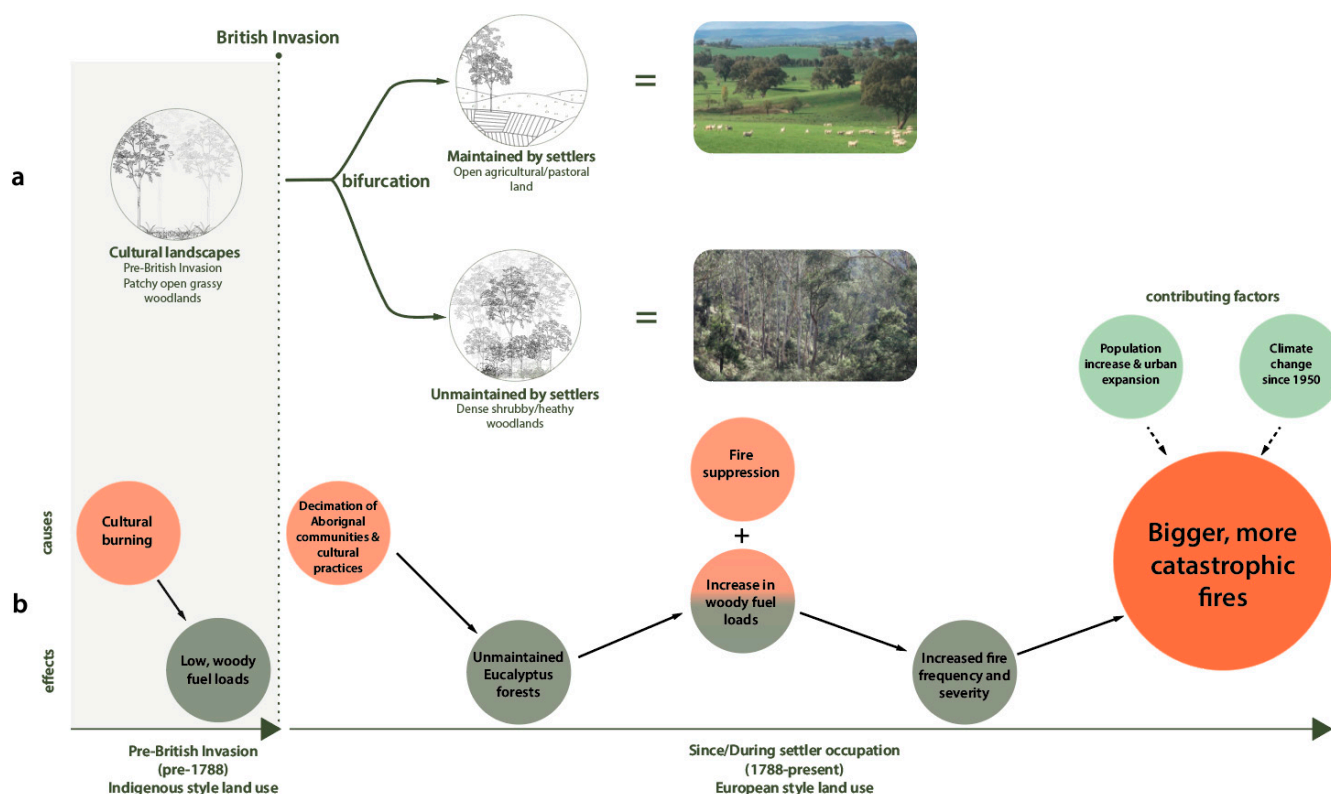 British Invasion
a
Cultural landscapes
Pre-British Invasion
Patchy open grassy
woodlands
bifurcation
Maintained by settlers
Open agricultural/pastoral
land
=
Unmaintained by settlers
Dense shrubby/heathy
woodlands
=
contributing factors
Population
increase & urban
expansion
Climate
change
since 1950
b
causes
effects
Cultural
burning
Low, woody
fuel loads
Decimation of
Aborignal
communities &
cultural
practices
Unmaintained
Eucalyptus
forests
Fire
suppression
+
Increase in
woody fuel
loads
Increased fire
frequency and
severity
Bigger, more
catastrophic
fires
Pre-British Invasion
(pre-1788)
Indigenous style land use
Since/During settler occupation
(1788-present)
European style land use